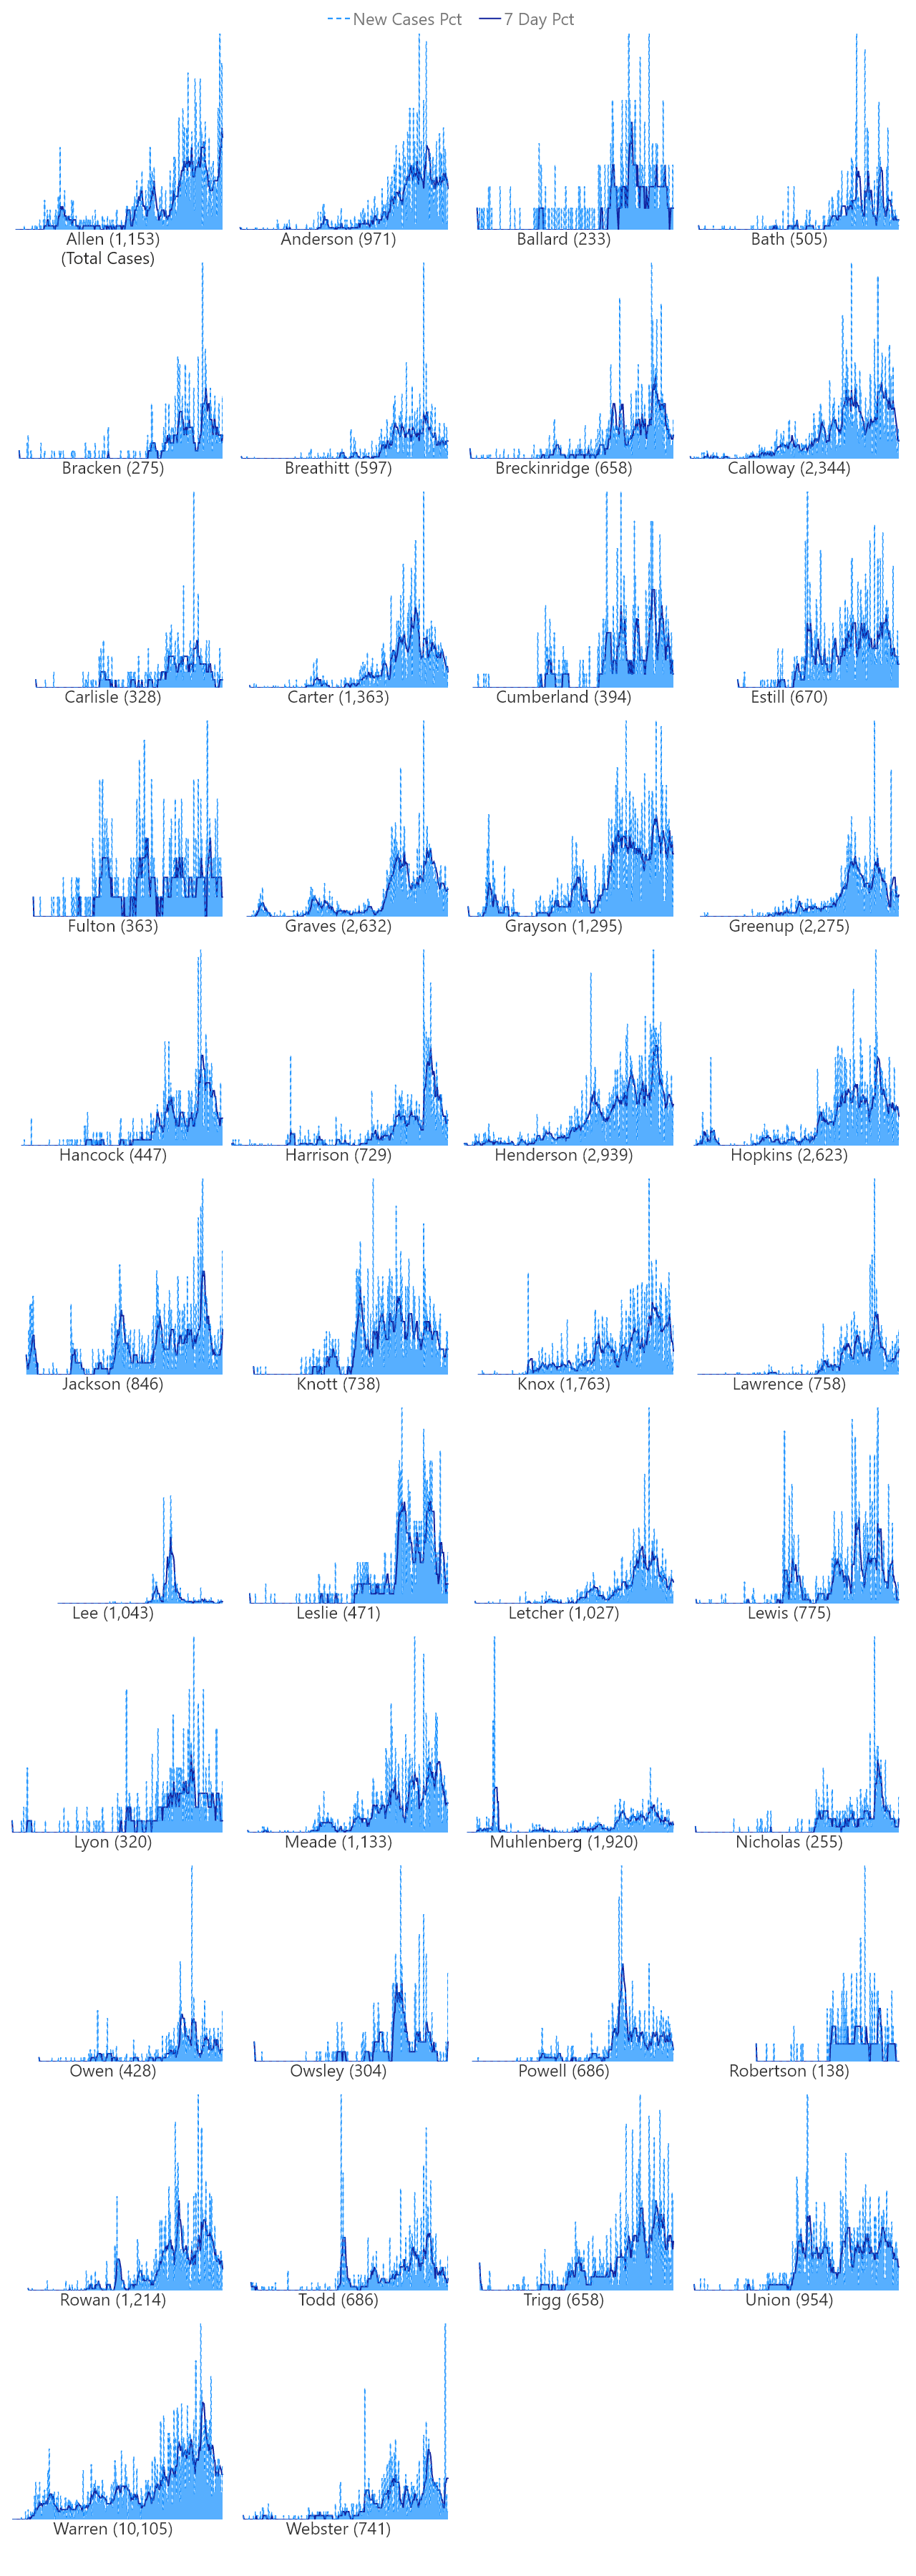 New Cases Pct 7 Day Pct
Allen (1,153) Anderson (971) Ballard (233) Bath (505)
(Total Cases)
Bracken (275) Breathitt (597) Breckinridge (658) Calloway (2,344)
Carlisle (328) Carter (1,363) Cumberland (394) Estill (670)
Fulton (363) Graves (2,632) Grayson (1,295) Greenup (2,275)
Hancock (447) Harrison (729) Henderson (2,939) Hopkins (2,623)
Jackson (846) Knott (738) Knox (1,763) Lawrence (758)
Lee (1,043) Leslie (471) Letcher (1,027) Lewis (775)
Lyon (320) Meade (1,133) Muhlenberg (1,920) Nicholas (255)
Owen (428) Owsley (304) Powell (686) Robertson (138)
Rowan (1,214) Todd (686) Trigg (658) Union (954)
Warren (10,105) Webster (741)